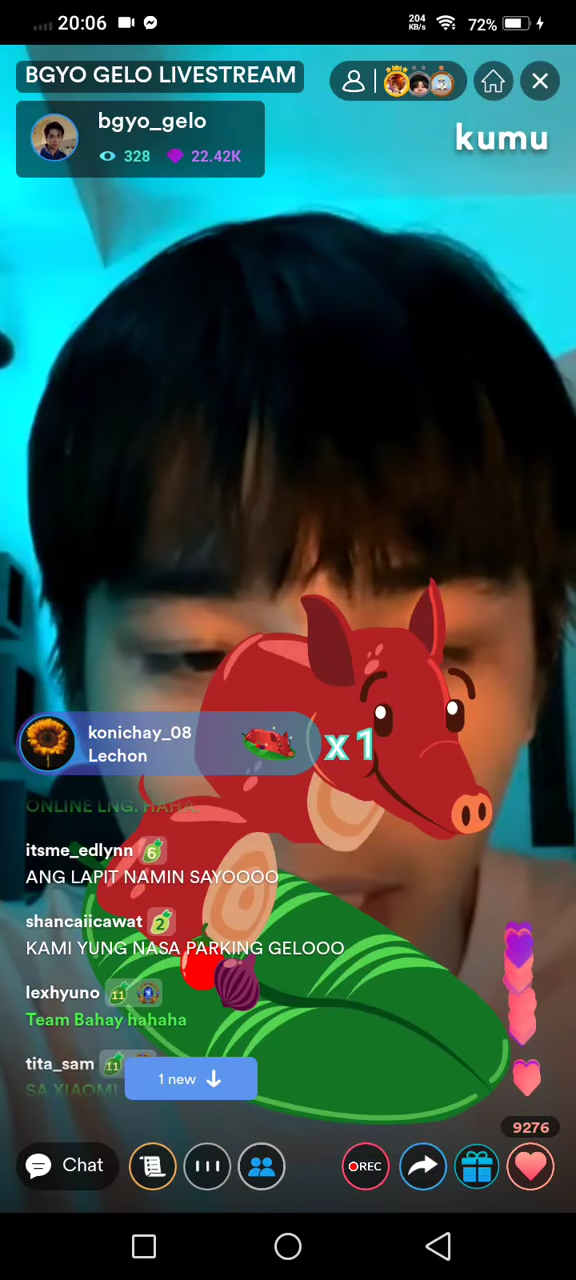 20:06
204
KB/s
72%
BGYO GELO LIVESTREAM
bgyo_gelo
328
22.42K
kumu
konichay_08
Lechon
x 1
ONLINE LNG. HAHA.
itsme_edlynn 6
ANG LAPIT NAMIN SAYOOOO
shancaiicawat 2
KAMI YUNG NASA PARKING GELOOO
lexhyuno 11
Team Bahay hahaha
tita_sam 11
SA XIAOMI
1 new
9276
Chat
REC